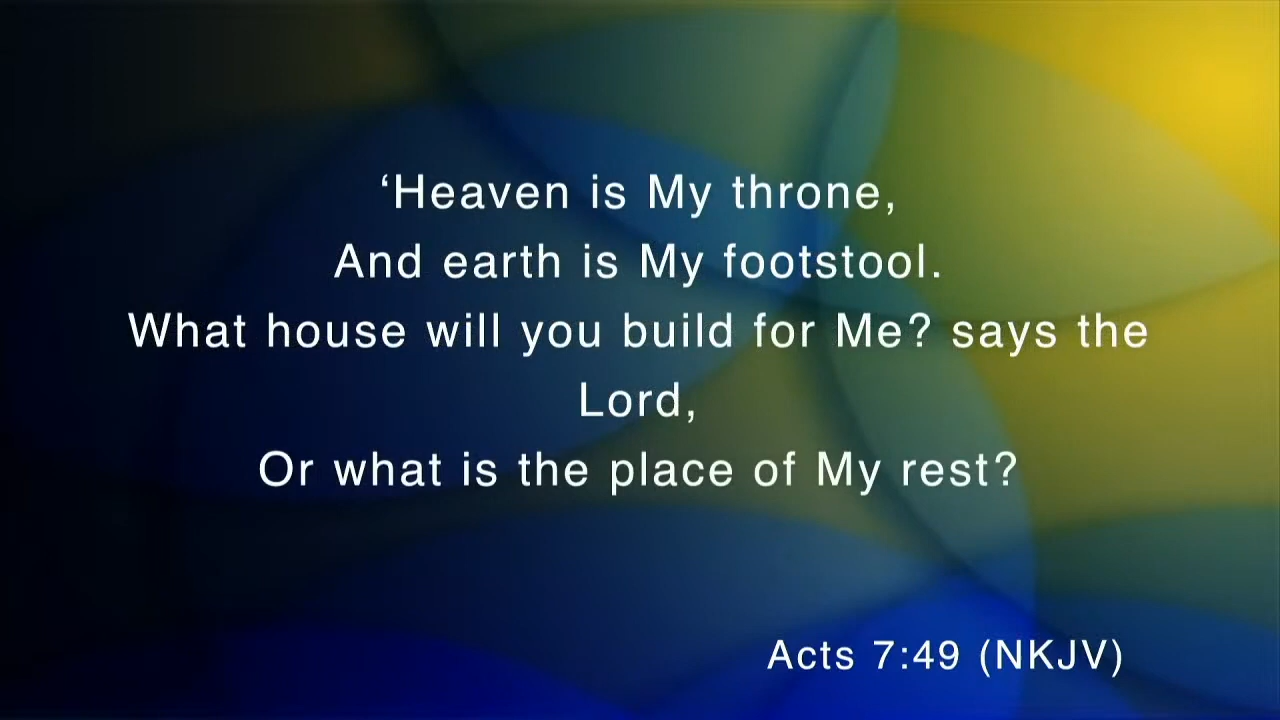 ‘Heaven is My throne,
And earth is My footstool.
What house will you build for Me? says the
Lord,
Or what is the place of My rest?
Acts 7:49 (NKJV)